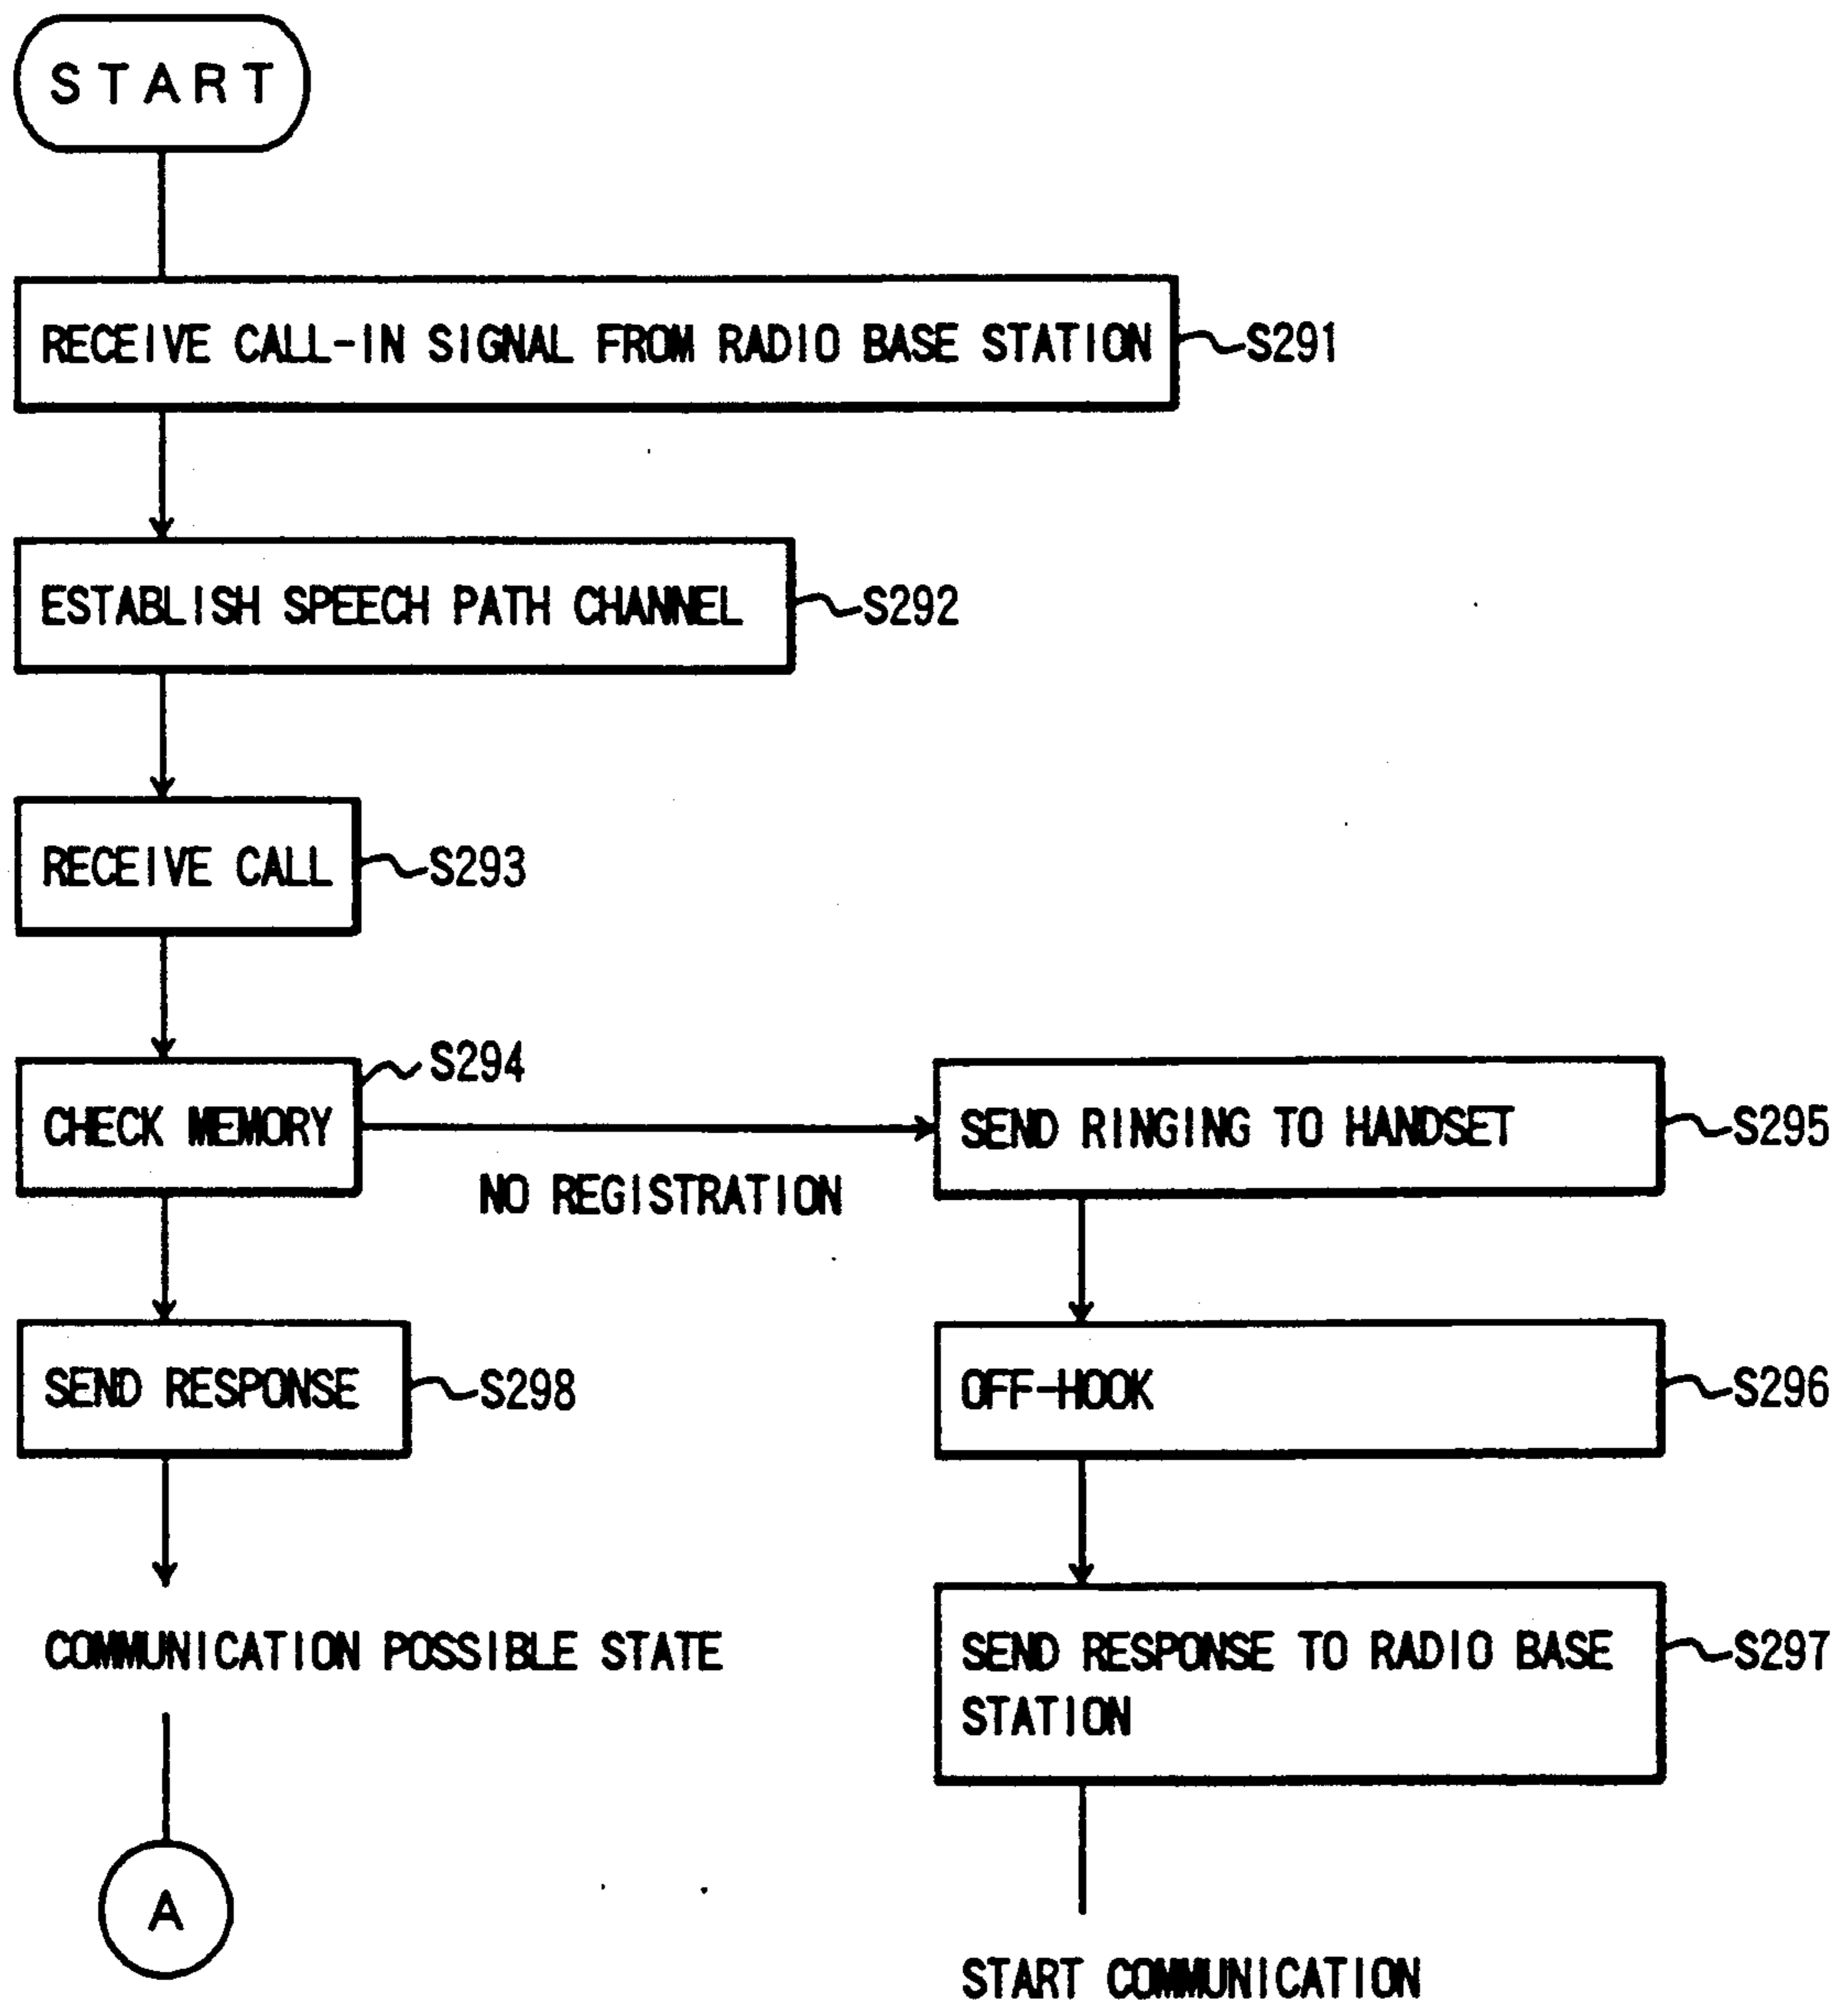 START
RECEIVE CALL-IN SIGNAL FROM RADIO BASE STATION
S291
ESTABLISH SPEECH PATH CHANNEL
S292
RECEIVE CALL
S293
CHECK MEMORY
S294
NO REGISTRATION
SEND RINGING TO HANDSET
S295
SEND RESPONSE
S298
OFF-HOOK
S296
COMMUNICATION POSSIBLE STATE
SEND RESPONSE TO RADIO BASE
STATION
S297
A
START COMMUNICATION